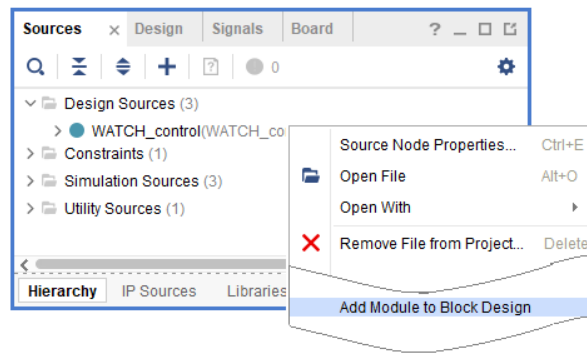 Sources × Design Signals Board ? _
? 0
Design Sources (3)
WATCH_control(WATCH_co
Constraints (1)
Simulation Sources (3)
Utility Sources (1)
Hierarchy IP Sources Libraries
Source Node Properties... Ctrl+E
Open File Alt+O
Open With
Remove File from Project... Delete
Add Module to Block Design